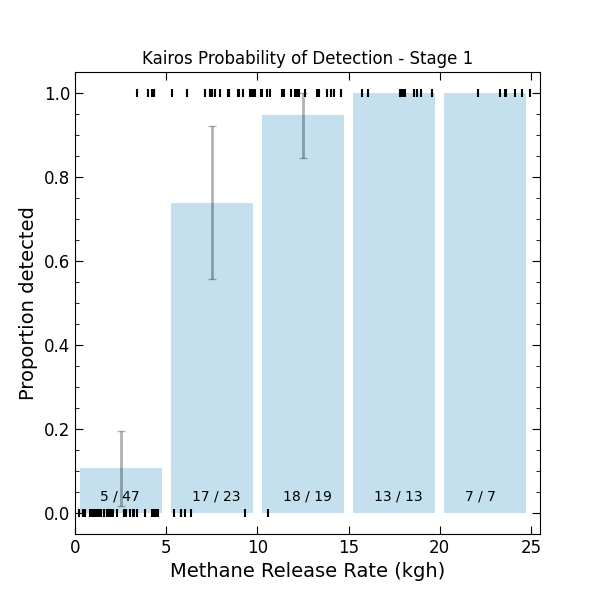 Kairos Probability of Detection - Stage 1
1.0
0.8
0.6
0.4
0.2
0.0
Proportion detected
5 / 47
17 / 23
18 / 19
13 / 13
7 / 7
0
5
10
15
20
25
Methane Release Rate (kgh)